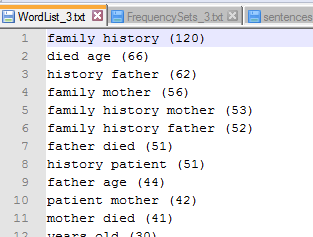 WordList_3.txt FrequencySets_3.txt sentences
1 family history (120)
2 died age (66)
3 history father (62)
4 family mother (56)
5 family history mother (53)
6 family history father (52)
7 father died (51)
8 history patient (51)
9 father age (44)
10 patient mother (42)
11 mother died (41)
12 years old (30)